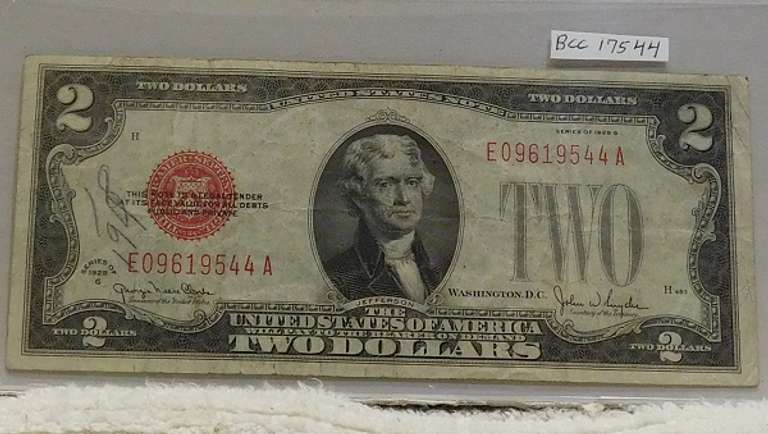 BCC 17544
TWO DOLLARS
UNITED STATES NOTE
TWO DOLLARS
2
2
H
SERIES OF 1928 G
E09619544A
THIS NOTE IS A LEGAL TENDER
AT ITS FACE VALUE FOR ALL DEBTS
PUBLIC AND PRIVATE
1948
TWO
E09619544A
SERIES OF
1928
G
WASHINGTON, D.C.
H
JEFFERSON
THE
UNITED STATES OF AMERICA
WILL PAY TO THE BEARER ON DEMAND
TWO DOLLARS
2
TWO DOLLARS
2
TWO DOLLARS